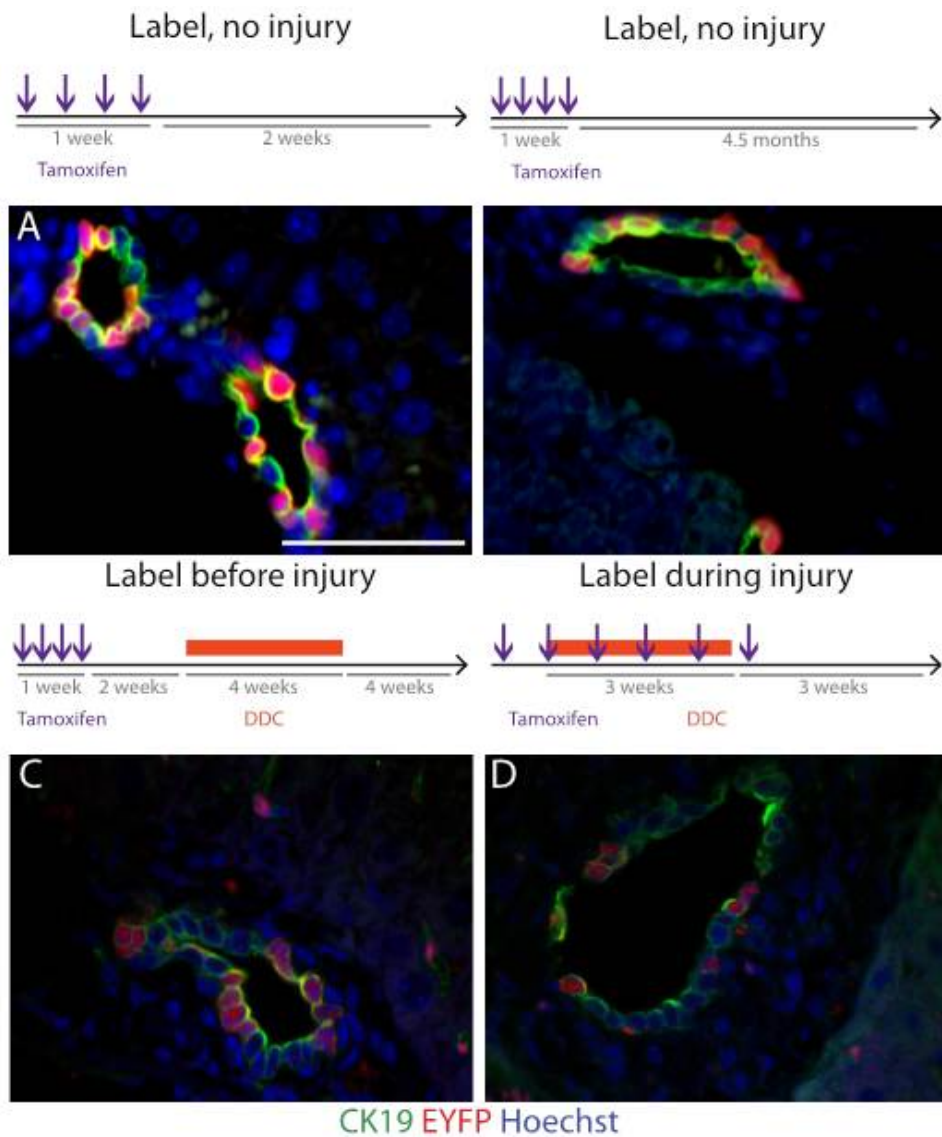 Label, no injury
Label, no injury
1 week 2 weeks
Tamoxifen
1 week 4.5 months
Tamoxifen
A
Label before injury
Label during injury
1 week 2 weeks 4 weeks 4 weeks
Tamoxifen DDC
3 weeks 3 weeks
Tamoxifen DDC
C
D
CK19 EYFP Hoechst